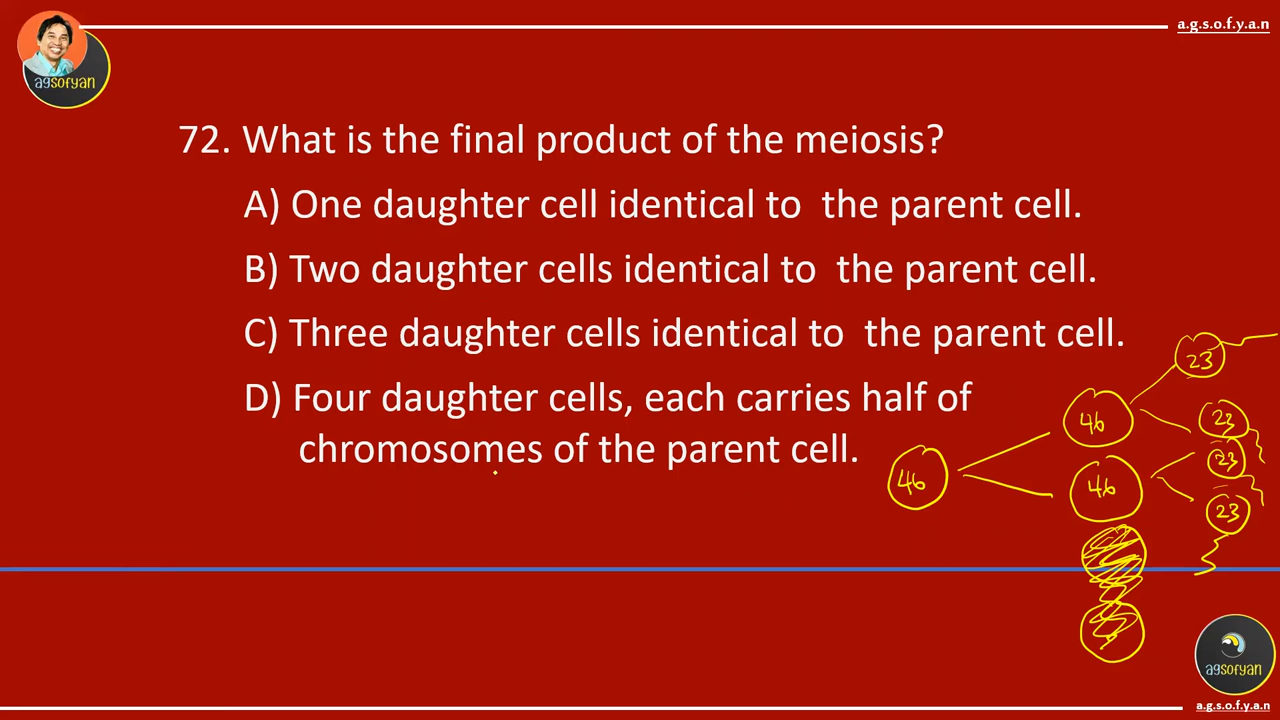 a.g.s.o.f.y.a.n
agsofyan
72. What is the final product of the meiosis?
A) One daughter cell identical to the parent cell.
B) Two daughter cells identical to the parent cell.
C) Three daughter cells identical to the parent cell.
D) Four daughter cells, each carries half of
chromosomes of the parent cell.
23
46
23
23
46
46
23
agsofyan
a.g.s.o.f.y.a.n